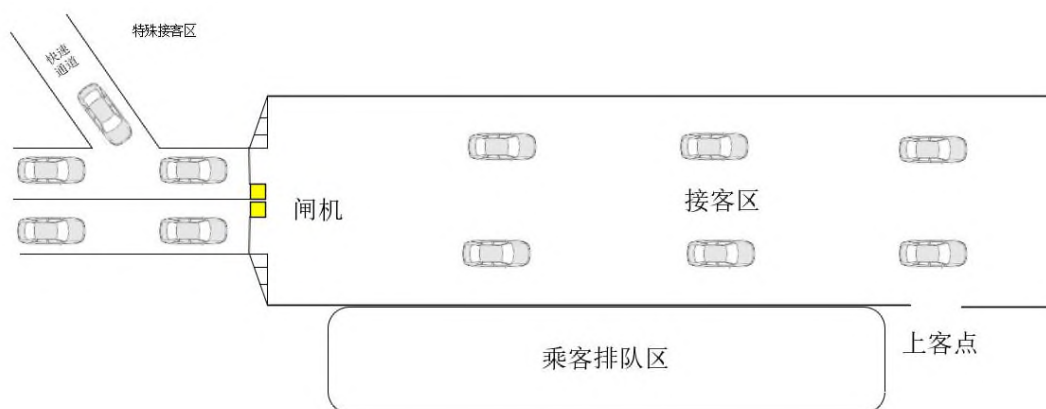 特殊接客区
快速
通道
闸机
接客区
乘客排队区
上客点